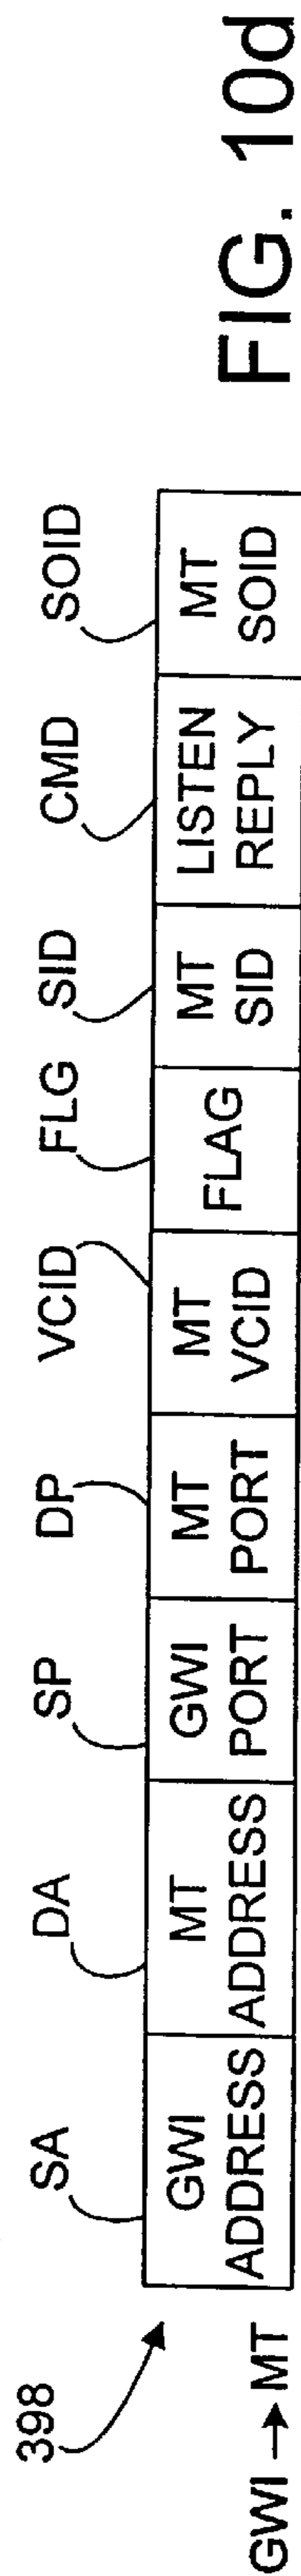 398
SA
DA
SP
DP
VCID
FLG
SID
CMD
SOID
GWI → MT
GWI
ADDRESS
MT
ADDRESS
GWI
PORT
MT
PORT
MT
VCID
FLAG
MT
SID
LISTEN
REPLY
MT
SOID
FIG. 10d